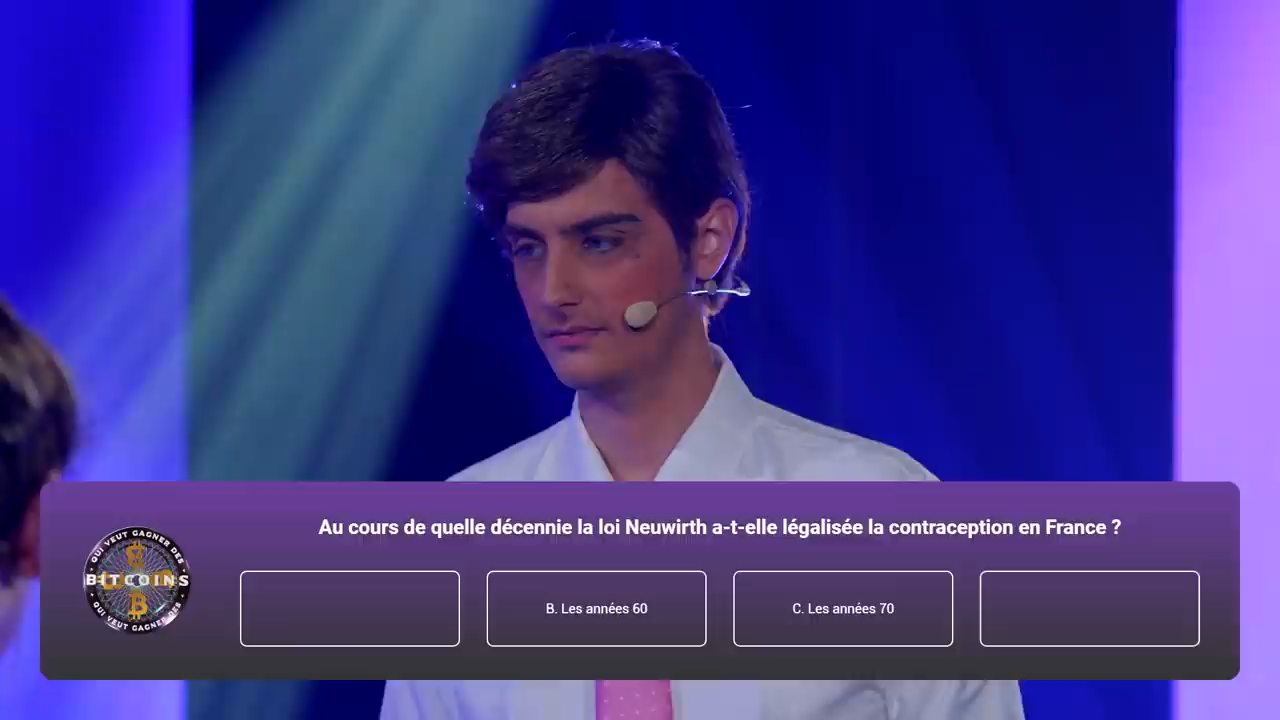 Au cours de quelle décennie la loi Neuwirth a-t-elle légalisée la contraception en France ?
QUI VEUT GAGNER DES
BITCOINS
QUI VEUT GAGNER DES
B. Les années 60
C. Les années 70